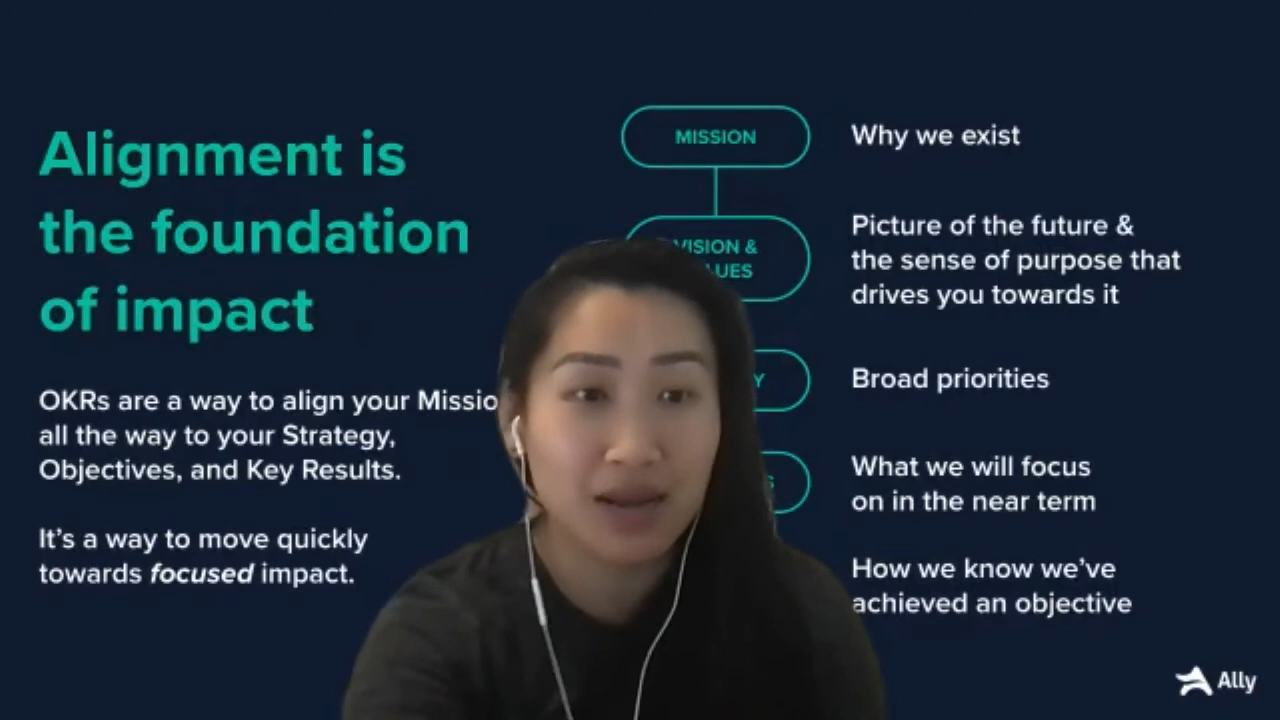 Alignment is
the foundation
of impact
OKRs are a way to align your Missio
all the way to your Strategy,
Objectives, and Key Results.
It's a way to move quickly
towards focused impact.
MISSION
Why we exist
VISION &
LUES
Picture of the future &
the sense of purpose that
drives you towards it
Y
Broad priorities
S
What we will focus
on in the near term
How we know we've
achieved an objective
Ally